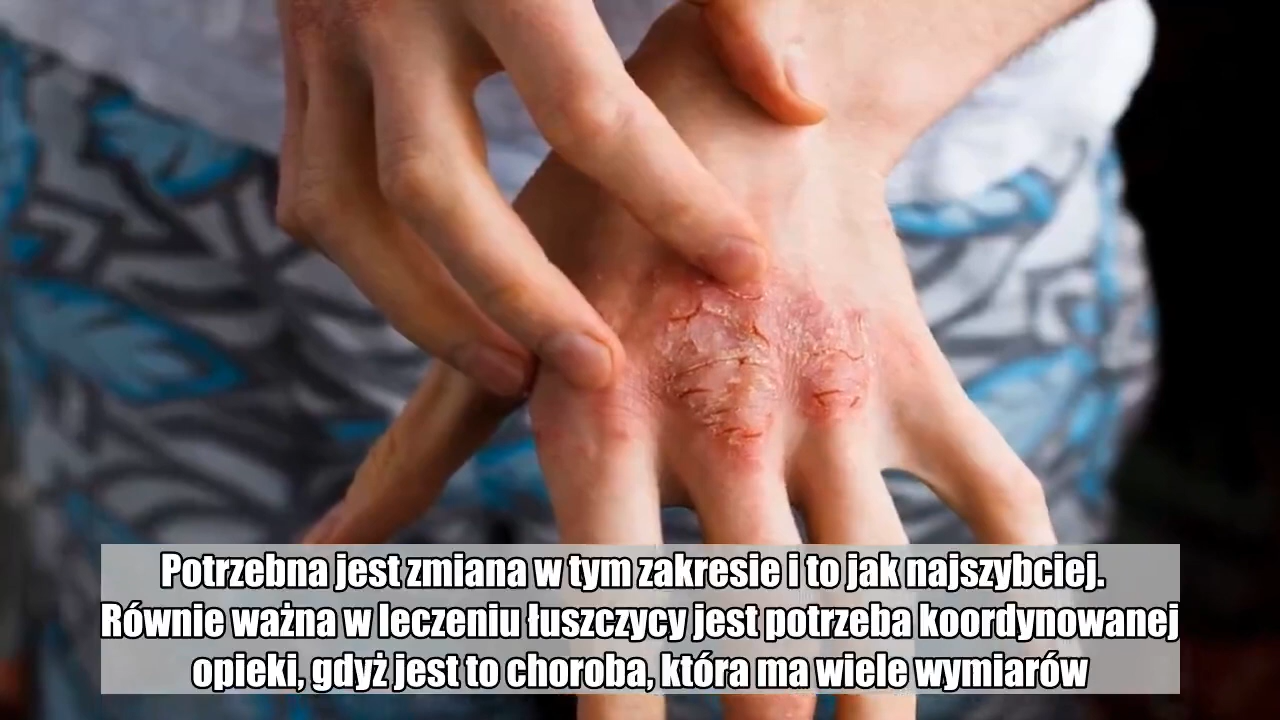 Potrzebna jest zmiana w tym zakresie i to jak najszybciej.
Równie ważna w leczeniu łuszczycy jest potrzeba koordynowanej
opieki, gdyż jest to choroba, która ma wiele wymiarów